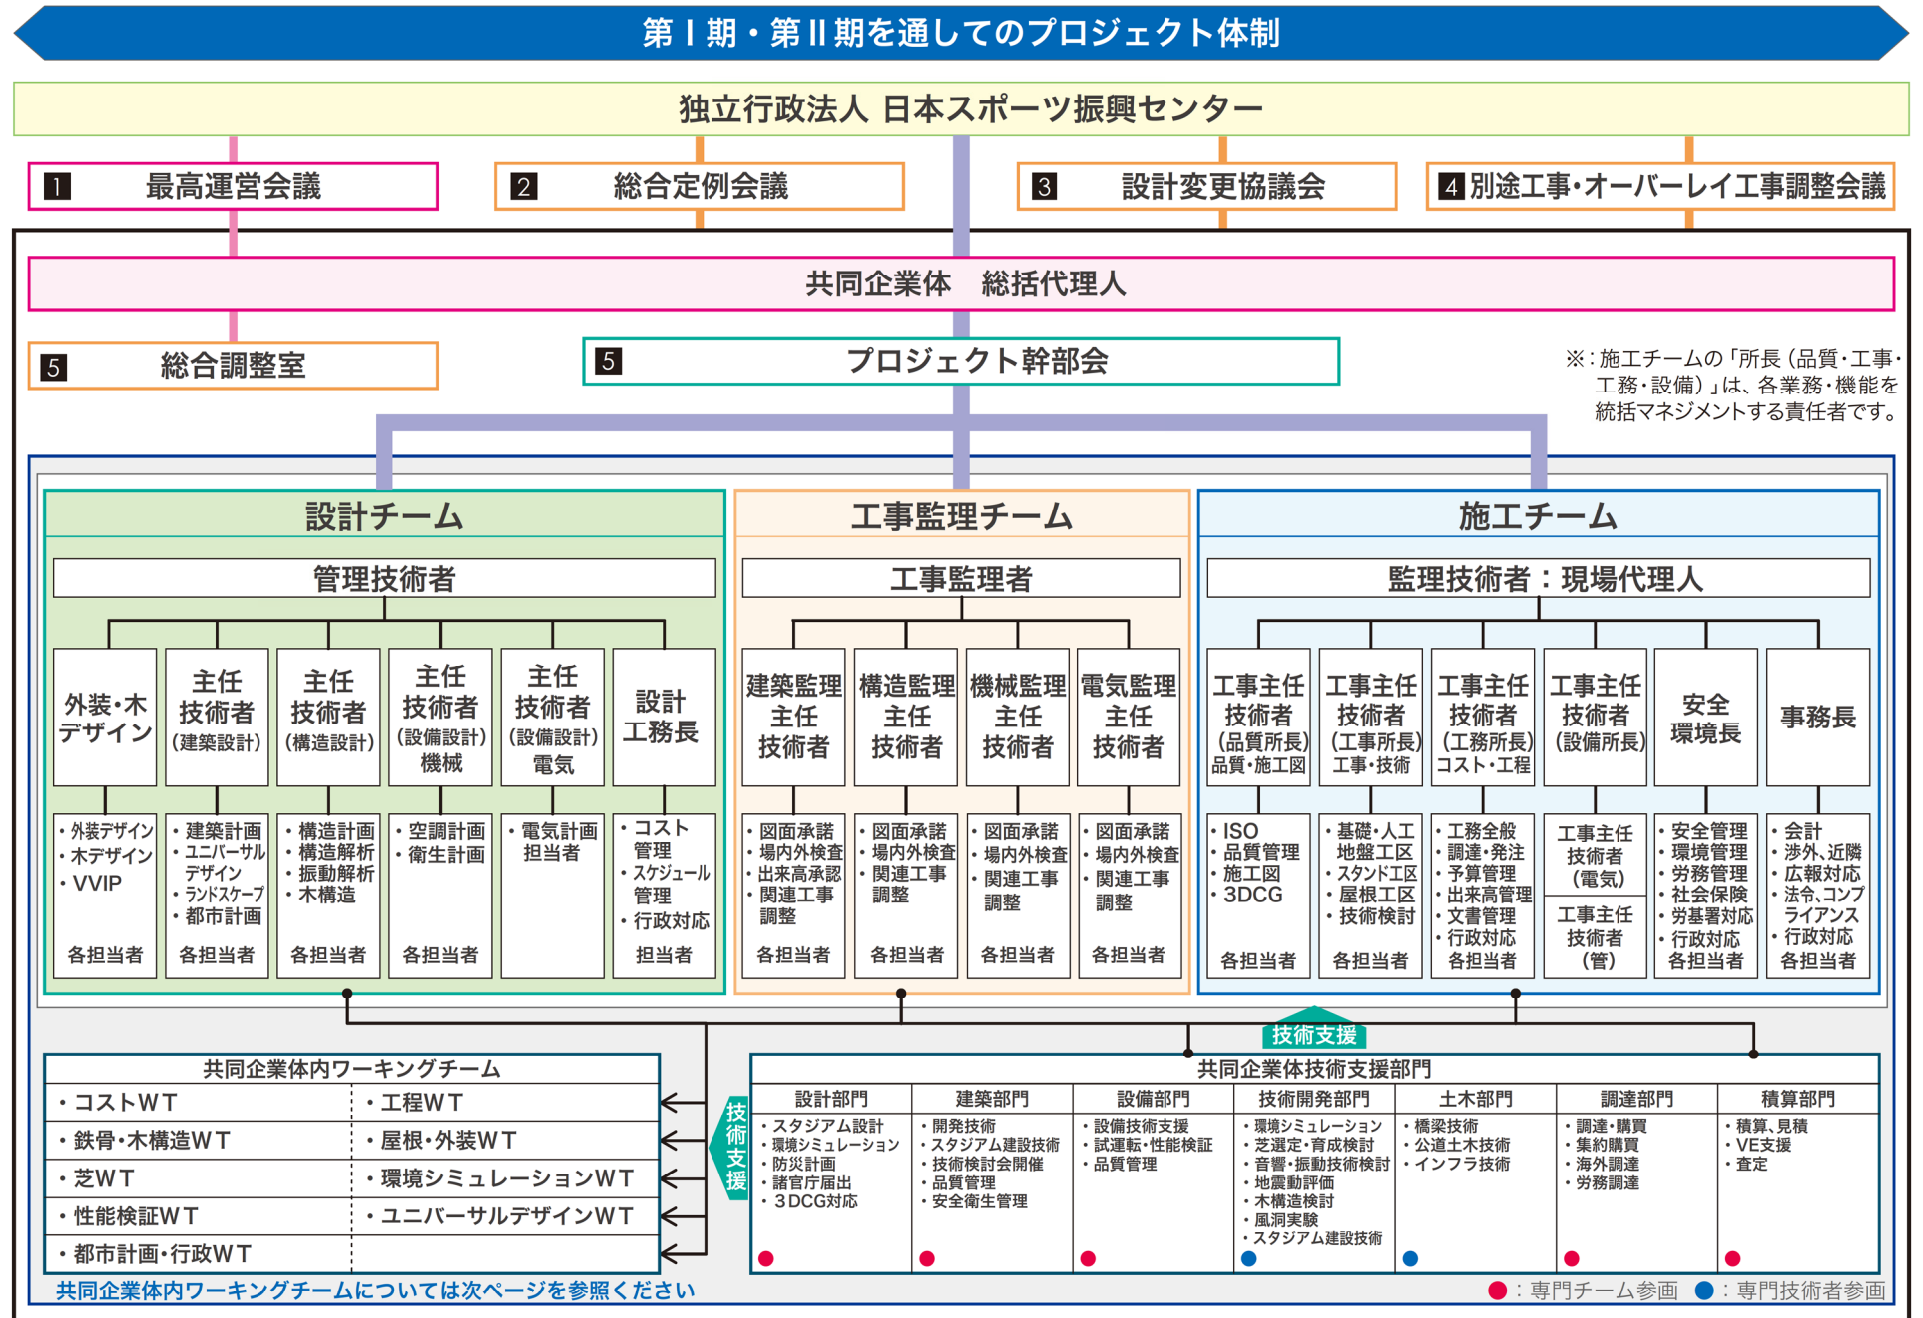 第Ⅰ期・第Ⅱ期を通してのプロジェクト体制
独立行政法人 日本スポーツ振興センター
1 最高運営会議
2 総合定例会議
3 設計変更協議会
4 別途工事・オーバーレイ工事調整会議
共同企業体　総括代理人
5 総合調整室
5 プロジェクト幹部会
※：施工チームの「所長（品質・工事・
工務・設備）」は、各業務・機能を
統括マネジメントする責任者です。
設計チーム
管理技術者
外装・木
デザイン
主任
技術者
（建築設計）
主任
技術者
（構造設計）
主任
技術者
（設備設計）
機械
主任
技術者
（設備設計）
電気
設計
工務長
・外装デザイン
・木デザイン
・VVIP
各担当者
・建築計画
・ユニバーサル
デザイン
・ランドスケープ
・都市計画
各担当者
・構造計画
・構造解析
・振動解析
・木構造
各担当者
・空調計画
・衛生計画
各担当者
・電気計画
担当者
・コスト
管理
・スケジュール
管理
・行政対応
担当者
工事監理チーム
工事監理者
建築監理
主任
技術者
構造監理
主任
技術者
機械監理
主任
技術者
電気監理
主任
技術者
・図面承諾
・場内外検査
・出来高承認
・関連工事
調整
各担当者
・図面承諾
・場内外検査
・関連工事
調整
各担当者
・図面承諾
・場内外検査
・関連工事
調整
各担当者
・図面承諾
・場内外検査
・関連工事
調整
各担当者
施工チーム
監理技術者：現場代理人
工事主任
技術者
（品質所長）
品質・施工図
工事主任
技術者
（工事所長）
工事・技術
工事主任
技術者
（工務所長）
コスト・工程
工事主任
技術者
（設備所長）
安全
環境長
事務長
・ISO
・品質管理
・施工図
・3DCG
各担当者
・基礎・人工
地盤工区
・スタンド工区
・屋根工区
・技術検討
各担当者
・工務全般
・調達・発注
・予算管理
・出来高管理
・文書管理
・行政対応
各担当者
工事主任
技術者
（電気）
工事主任
技術者
（管）
・安全管理
・環境管理
・労務管理
・社会保険
・労基署対応
・行政対応
各担当者
・会計
・渉外、近隣
・広報対応
・法令、コンプ
ライアンス
・行政対応
各担当者
技術支援
共同企業体内ワーキングチーム
・コストWT
・工程WT
・鉄骨・木構造WT
・屋根・外装WT
・芝WT
・環境シミュレーションWT
・性能検証WT
・ユニバーサルデザインWT
・都市計画・行政WT
共同企業体内ワーキングチームについては次ページを参照ください
技術支援
共同企業体技術支援部門
設計部門
・スタジアム設計
・環境シミュレーション
・防災計画
・諸官庁届出
・3DCG対応
建築部門
・開発技術
・スタジアム建設技術
・技術検討会開催
・品質管理
・安全衛生管理
設備部門
・設備技術支援
・試運転・性能検証
・品質管理
技術開発部門
・環境シミュレーション
・芝選定・育成検討
・音響・振動技術検討
・地震動評価
・木構造検討
・風洞実験
・スタジアム建設技術
土木部門
・橋梁技術
・公道土木技術
・インフラ技術
調達部門
・調達・購買
・集約購買
・海外調達
・労務調達
積算部門
・積算、見積
・VE支援
・査定
：専門チーム参画
：専門技術者参画